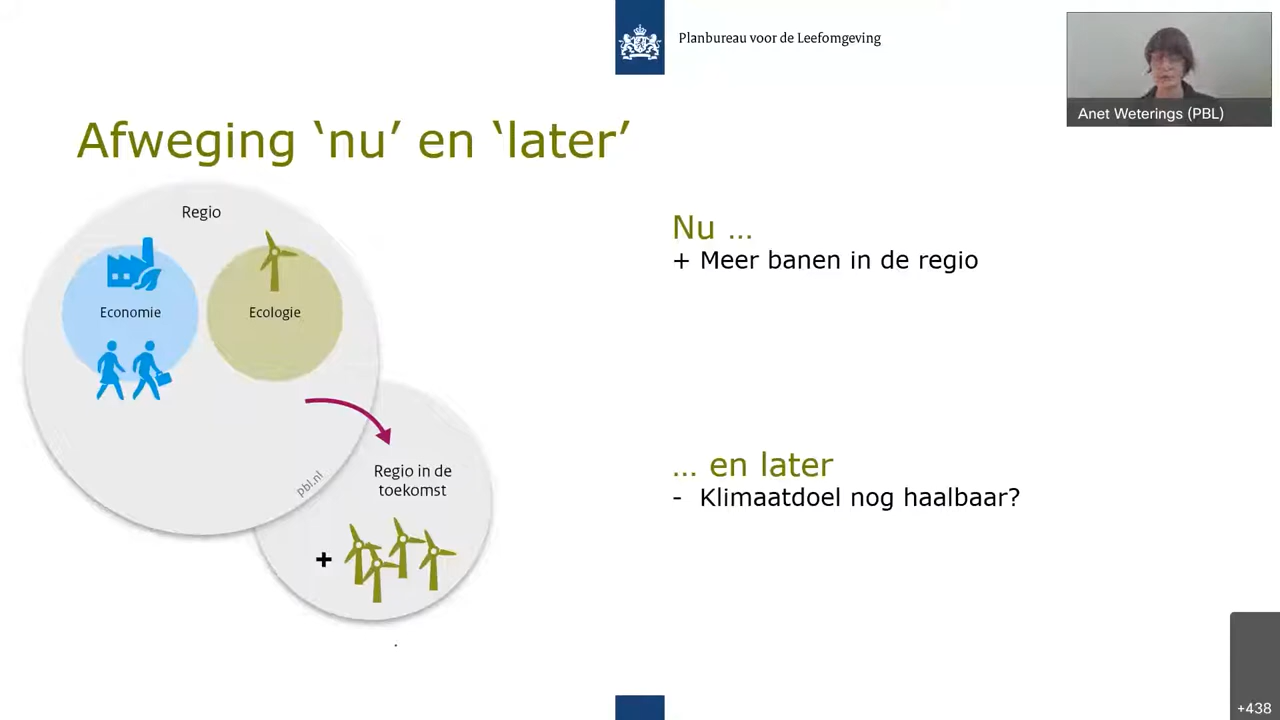 Planbureau voor de Leefomgeving
Anet Weterings (PBL)
Afweging ‘nu’ en ‘later’
Regio
Economie
Ecologie
Regio in de
toekomst
+
pbl.nl
Nu …
+ Meer banen in de regio
… en later
- Klimaatdoel nog haalbaar?
+438